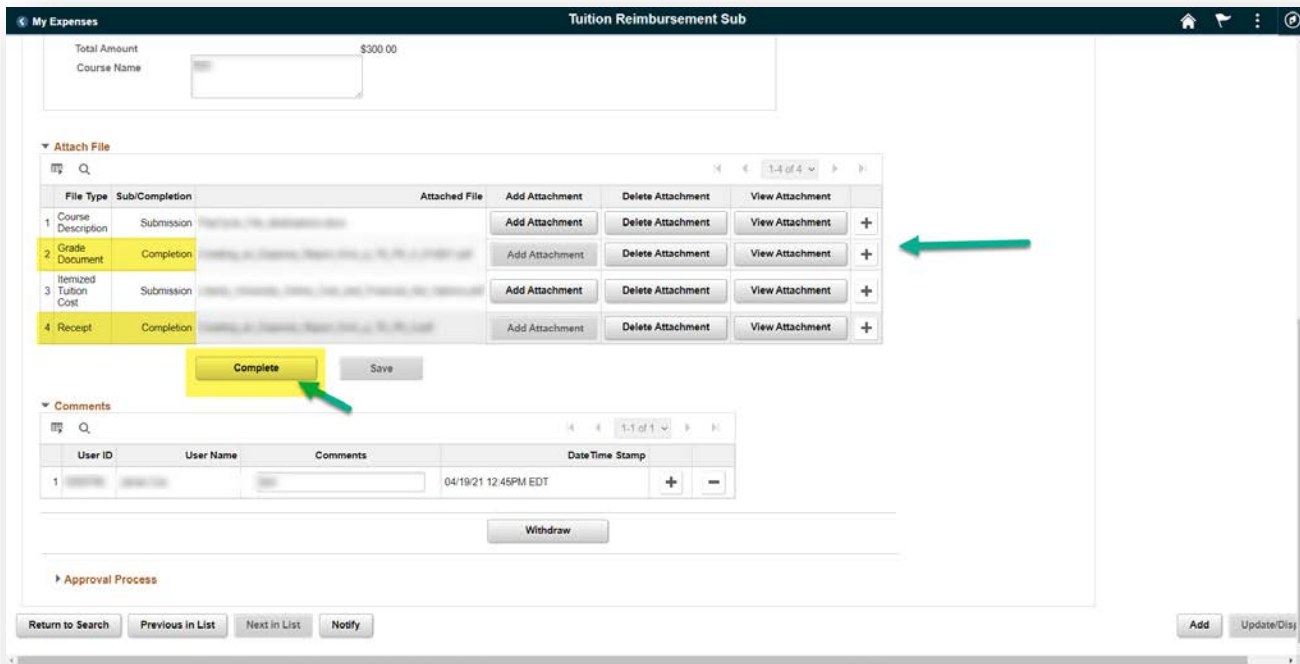 My Expenses
Tuition Reimbursement Sub
Total Amount $300.00
Course Name
Attach File
1-4 of 4
File Type Sub/Completion Attached File Add Attachment Delete Attachment View Attachment
1 Course Description Submission Add Attachment Delete Attachment View Attachment +
2 Grade Document Completion Add Attachment Delete Attachment View Attachment +
3 Itemized Tution Cost Submission Add Attachment Delete Attachment View Attachment +
4 Receipt Completion Add Attachment Delete Attachment View Attachment +
Complete Save
Comments
1-1 of 1
User ID User Name Comments DateTime Stamp
1 04/19/21 12:45PM EDT + −
Withdraw
Approval Process
Return to Search Previous in List Next in List Notify Add Update/Disp